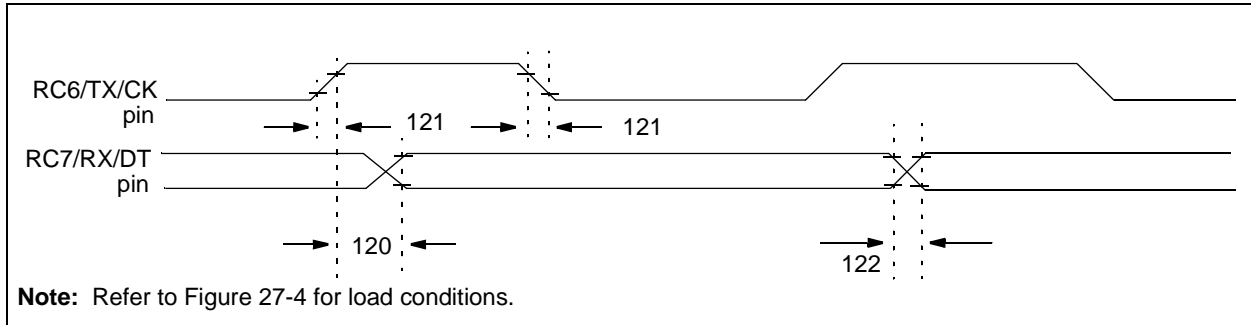 RC6/TX/CK
pin
121
121
RC7/RX/DT
pin
120
122
Note: Refer to Figure 27-4 for load conditions.